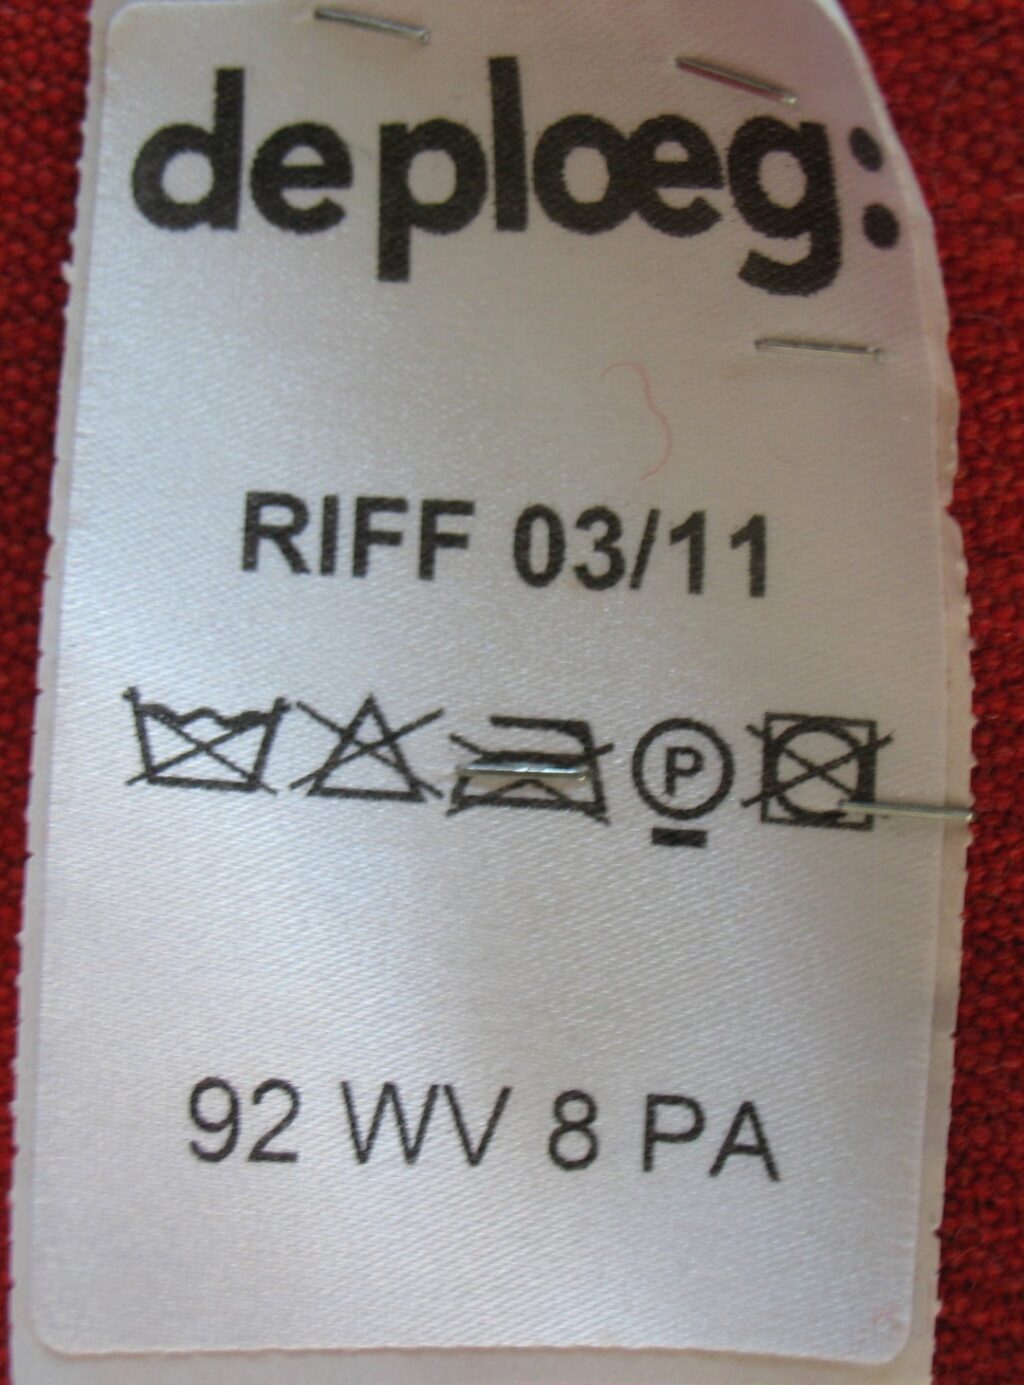 de ploeg:
RIFF 03/11
P
92 WV 8 PA